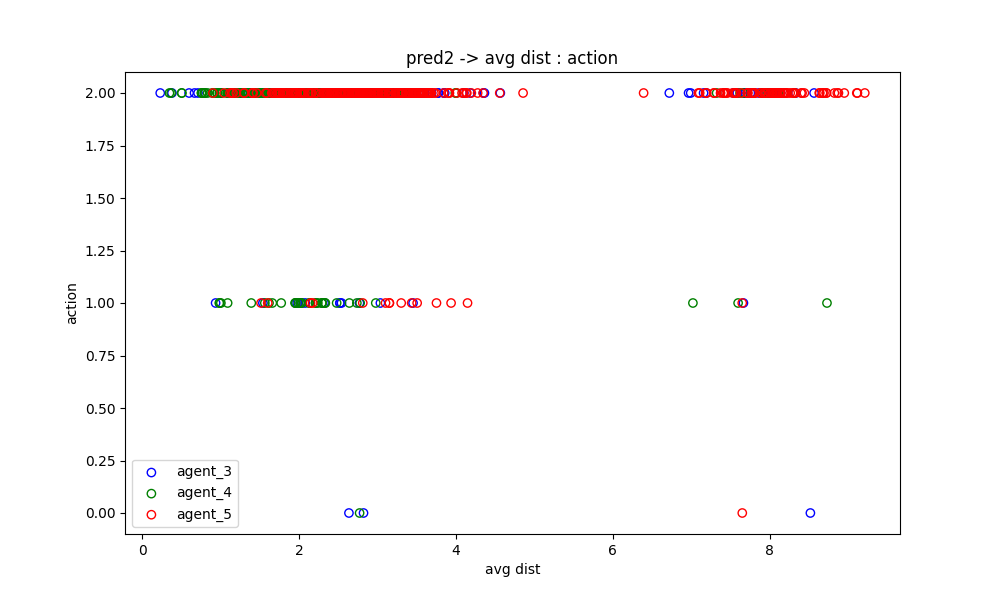 pred2 -> avg dist : action
2.00
1.75
1.50
1.25
1.00
0.75
0.50
0.25
0.00
action
agent_3
agent_4
agent_5
0 2 4 6 8
avg dist